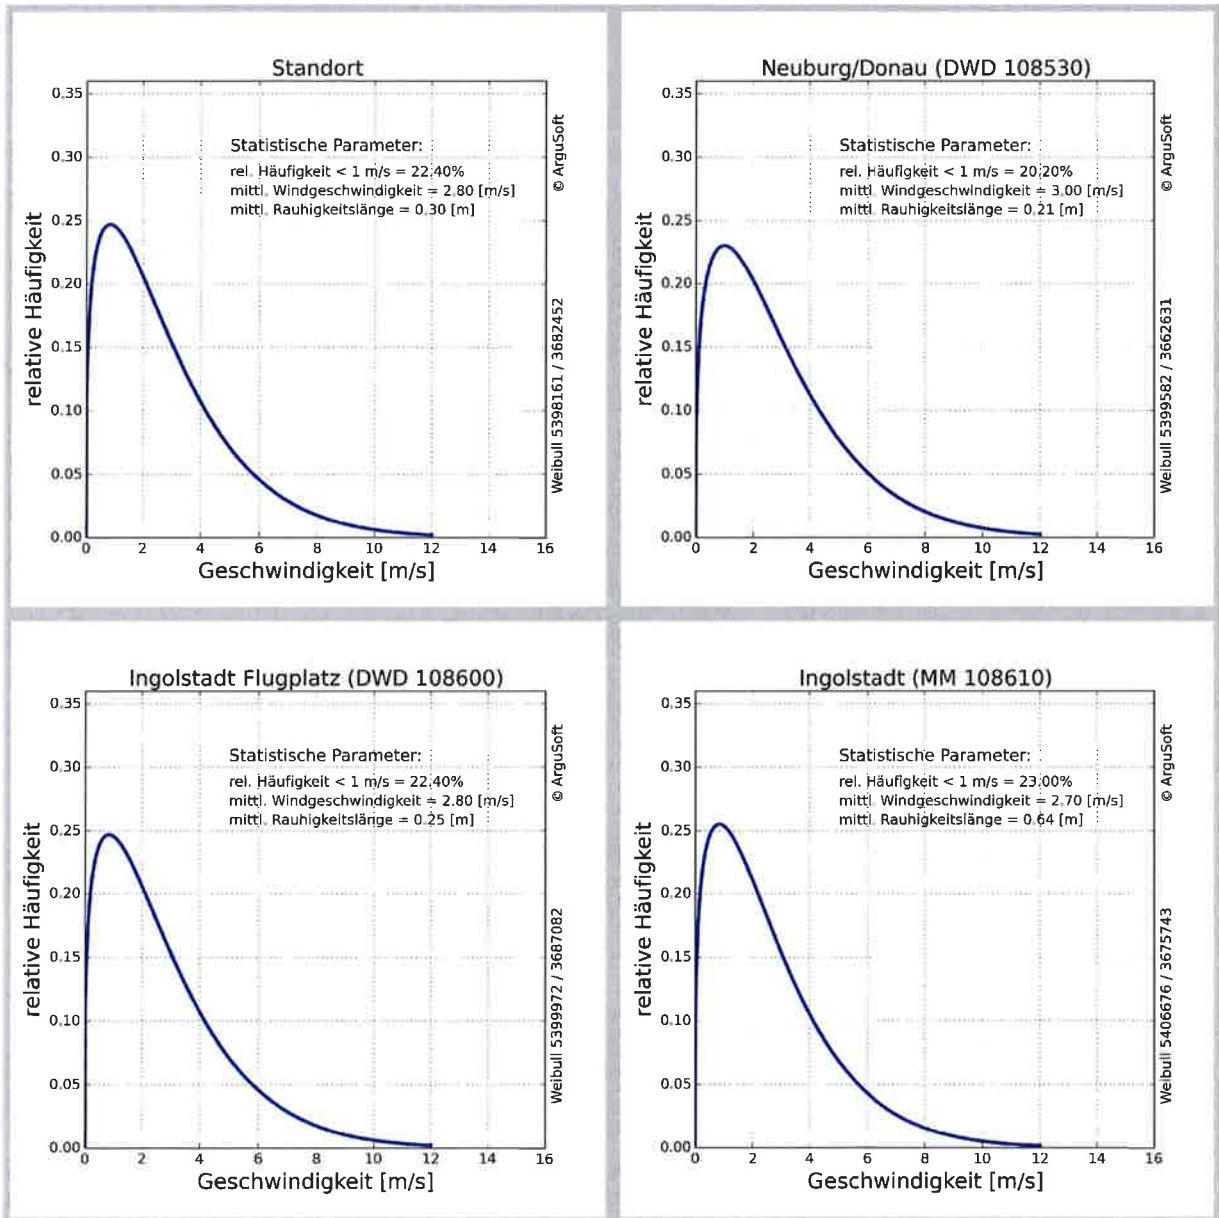 Standort
0.35
0.30
0.25
0.20
0.15
0.10
0.05
0.00
relative Häufigkeit
Statistische Parameter:
rel. Häufigkeit < 1 m/s = 22.40%
mittl. Windgeschwindigkeit = 2.80 [m/s]
mittl. Rauhigkeitslänge = 0.30 [m]
0 2 4 6 8 10 12 14 16
Geschwindigkeit [m/s]
© ArguSoft
Weibull 5398161 / 3682452
Neuburg/Donau (DWD 108530)
0.35
0.30
0.25
0.20
0.15
0.10
0.05
0.00
relative Häufigkeit
Statistische Parameter:
rel. Häufigkeit < 1 m/s = 20.20%
mittl. Windgeschwindigkeit = 3.00 [m/s]
mittl. Rauhigkeitslänge = 0.21 [m]
0 2 4 6 8 10 12 14 16
Geschwindigkeit [m/s]
© ArguSoft
Weibull 5399582 / 3662631
Ingolstadt Flugplatz (DWD 108600)
0.35
0.30
0.25
0.20
0.15
0.10
0.05
0.00
relative Häufigkeit
Statistische Parameter:
rel. Häufigkeit < 1 m/s = 22.40%
mittl. Windgeschwindigkeit = 2.80 [m/s]
mittl. Rauhigkeitslänge = 0.25 [m]
0 2 4 6 8 10 12 14 16
Geschwindigkeit [m/s]
© ArguSoft
Weibull 5399972 / 3687082
Ingolstadt (MM 108610)
0.35
0.30
0.25
0.20
0.15
0.10
0.05
0.00
relative Häufigkeit
Statistische Parameter:
rel. Häufigkeit < 1 m/s = 23.00%
mittl. Windgeschwindigkeit = 2.70 [m/s]
mittl. Rauhigkeitslänge = 0.64 [m]
0 2 4 6 8 10 12 14 16
Geschwindigkeit [m/s]
© ArguSoft
Weibull 5406676 / 3675743